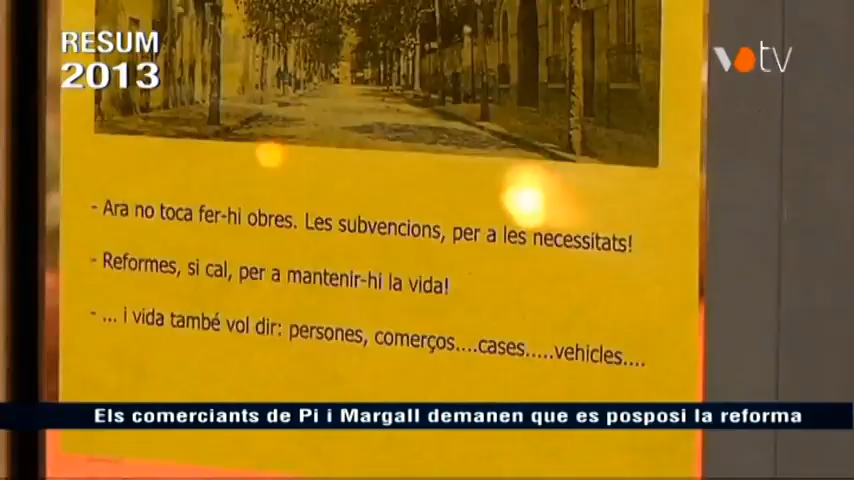 RESUM
2013
VOTV
- Ara no toca fer-hi obres. Les subvencions, per a les necessitats!
- Reformes, si cal, per a mantenir-hi la vida!
- ... i vida també vol dir: persones, comerços....cases.....vehicles....
Els comerciants de Pi i Margall demanen que es posposi la reforma